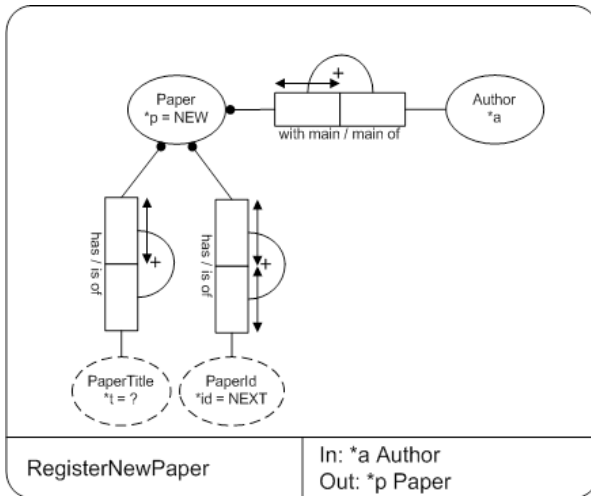 Paper
*p = NEW
+
Author
*a
with main / main of
has / is of
+
has / is of
+
PaperTitle
*t = ?
PaperId
*id = NEXT
RegisterNewPaper
In: *a Author
Out: *p Paper